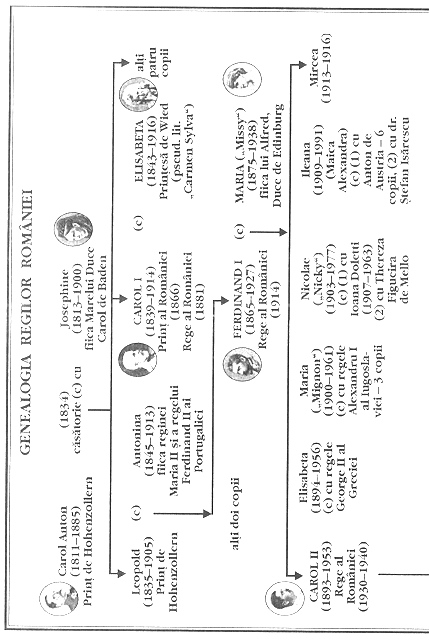 GENEALOGIA REGILOR ROMÂNIEI
Carol Anton
(1811–1885)
Prinț de Hohenzollern
(1834)
căsătorie (c) cu
Josephine
(1813–1900)
fiica Marelui Duce
Carol de Baden
Leopold
(1835–1905)
Prinț de
Hohenzollern
(c)
Antonina
(1845–1913)
fiica reginei
Maria II și a regelui
Ferdinand II ai
Portugaliei
CAROL I
(1839–1914)
Prinț al României
(1866)
Rege al României
(1881)
(c)
ELISABETA
(1843–1916)
Prințesă de Wied
(pseud. lit.
„Carmen Sylva“)
alți
patru
copii
alți doi copii
FERDINAND I
(1865–1927)
Rege al României
(1914)
(c)
MARIA („Missy“)
(1875–1938)
fiica lui Alfred,
Duce de Edinburg
CAROL II
(1893–1953)
Rege al
României
(1930–1940)
Elisabeta
(1894–1956)
(c) cu regele
George II al
Greciei
Maria
(„Mignon“)
(1900–1961)
(c) cu regele
Alexandru I
al Iugosla-
viei – 3 copii
Nicolae
(„Nicky“)
(1903–1977)
(c) (1) cu
Ioana Doletti
(1907–1963)
(2) cu Thereza
Figueira
de Mello
Ileana
(1909–1991)
(Maica
Alexandra)
(c) (1) cu
Anton de
Austria – 6
copii, (2) cu dr.
Ștefan Isărescu
Mircea
(1913–1916)